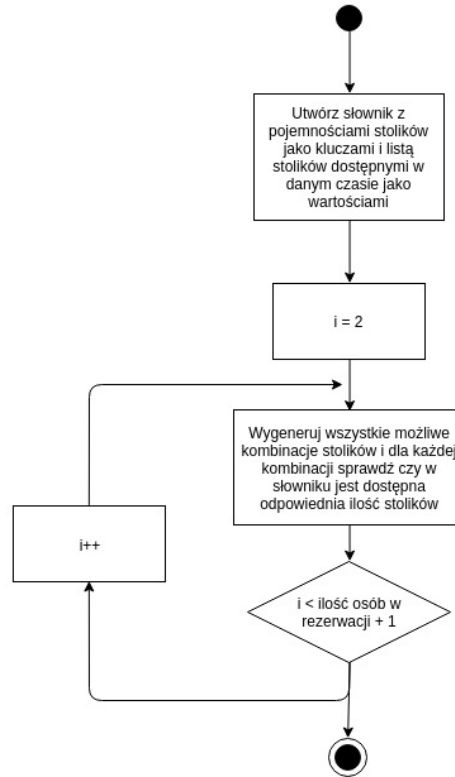 Utwórz słownik z
pojemnościami stolików
jako kluczami i listą
stolików dostępnymi w
danym czasie jako
wartościami
i = 2
Wygeneruj wszystkie możliwe
kombinacje stolików i dla każdej
kombinacji sprawdź czy w
słowniku jest dostępna
odpowiednia ilość stolików
i++
i < ilość osób w
rezerwacji + 1